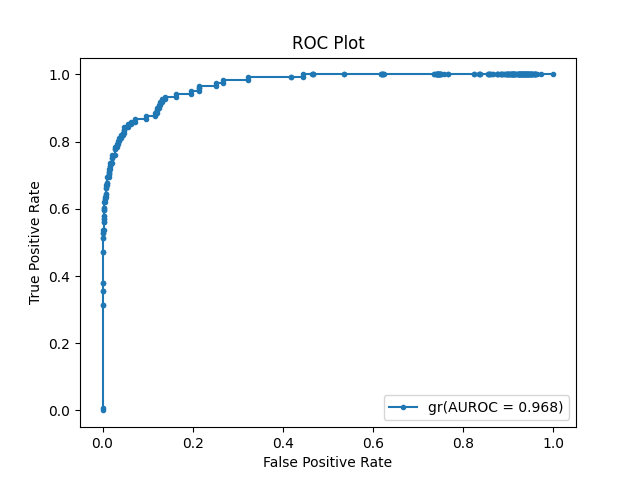 ROC Plot
True Positive Rate
1.0
0.8
0.6
0.4
0.2
0.0
gr(AUROC = 0.968)
0.0 0.2 0.4 0.6 0.8 1.0
False Positive Rate